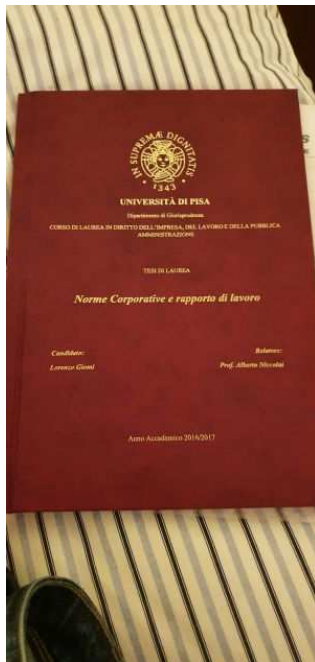 IN SUPREMÆ DIGNITATIS
1343
UNIVERSITÀ DI PISA
Dipartimento di Giurisprudenza
CORSO DI LAUREA IN DIRITTO DELL'IMPRESA, DEL LAVORO E DELLA PUBBLICA
AMMINISTRAZIONE
TESI DI LAUREA
Norme Corporative e rapporto di lavoro
Candidato:
Relatore:
Lorenzo Giomi
Prof. Alberto Niccolai
Anno Accademico 2016/2017